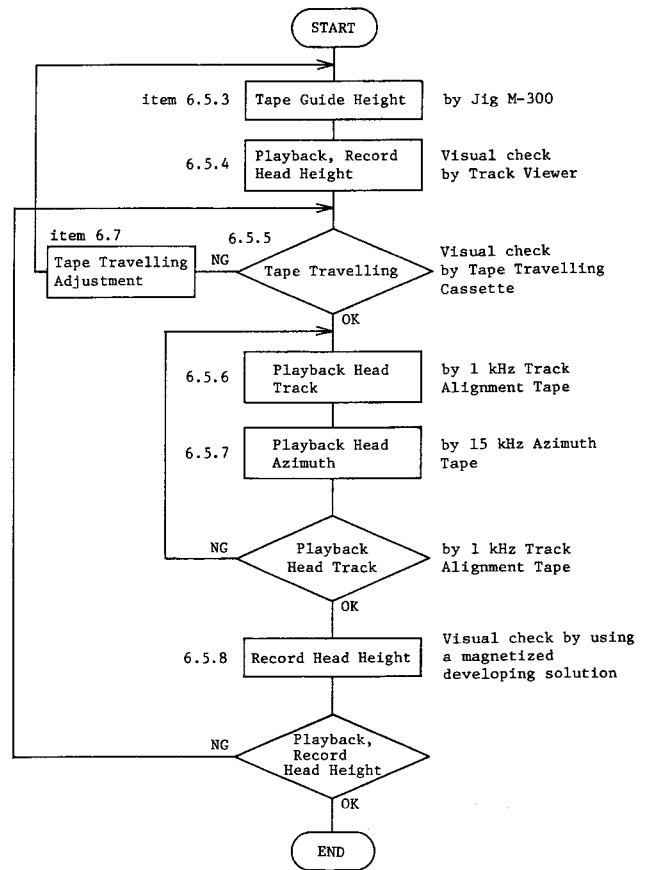 START
item 6.5.3
Tape Guide Height
by Jig M-300
6.5.4
Playback, Record
Head Height
Visual check
by Track Viewer
item 6.7
Tape Travelling
Adjustment
NG
6.5.5
Tape Travelling
Visual check
by Tape Travelling
Cassette
OK
6.5.6
Playback Head
Track
by 1 kHz Track
Alignment Tape
6.5.7
Playback Head
Azimuth
by 15 kHz Azimuth
Tape
NG
Playback
Head Track
by 1 kHz Track
Alignment Tape
OK
6.5.8
Record Head Height
Visual check by using
a magnetized
developing solution
NG
Playback,
Record
Head Height
OK
END